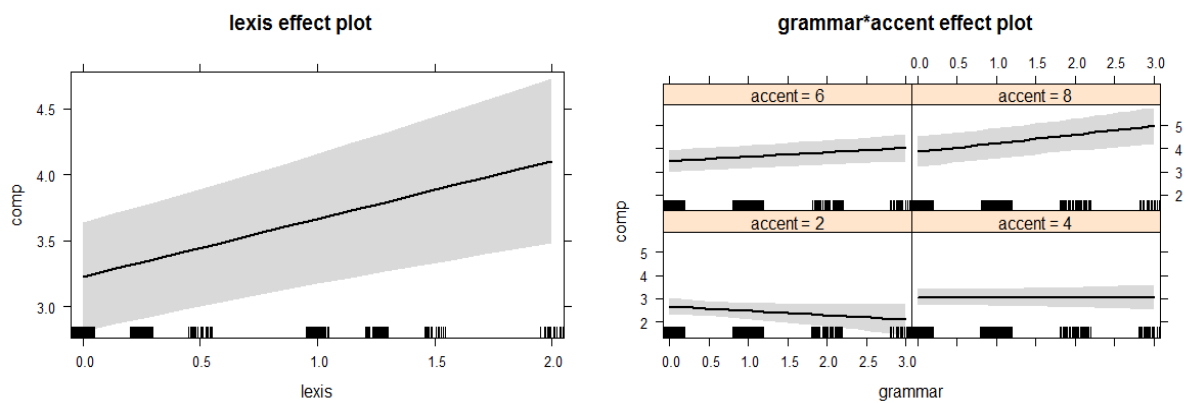 lexis effect plot
comp
4.5
4.0
3.5
3.0
0.0 0.5 1.0 1.5 2.0
lexis
grammar*accent effect plot
0.0 0.5 1.0 1.5 2.0 2.5 3.0
accent = 6 accent = 8
5
4
3
2
accent = 2 accent = 4
comp
5
4
3
2
0.0 0.5 1.0 1.5 2.0 2.5 3.0
grammar